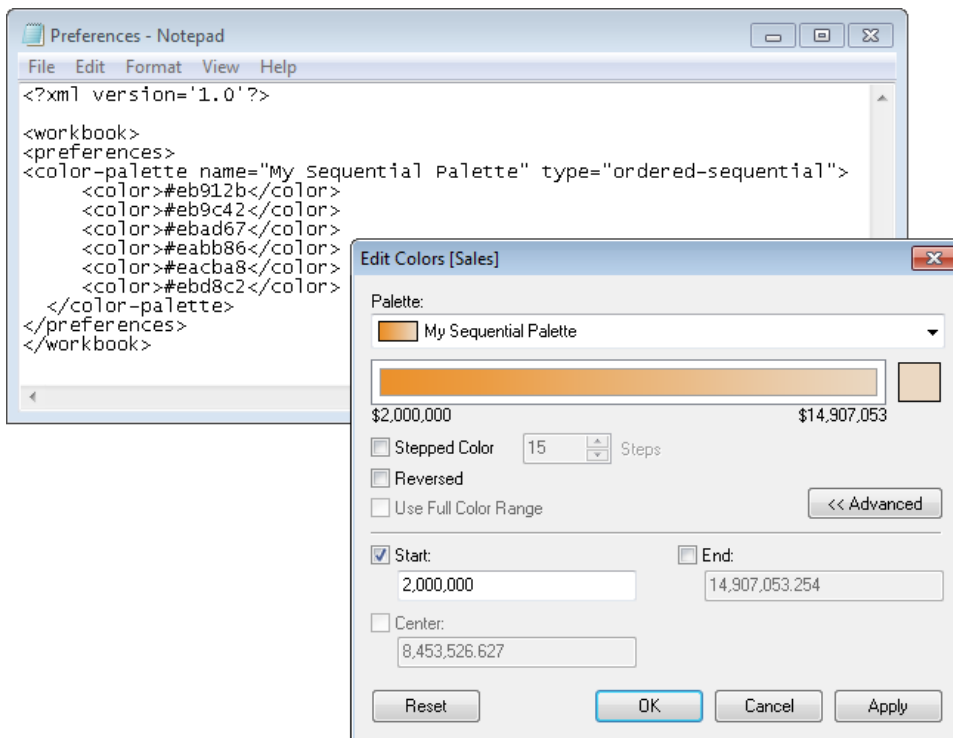 Preferences - Notepad
File Edit Format View Help
<?xml version='1.0'?>
<workbook>
<preferences>
<color-palette name="My Sequential Palette" type="ordered-sequential">
<color>#eb912b</color>
<color>#eb9c42</color>
<color>#ebad67</color>
<color>#eabb86</color>
<color>#eacba8</color>
<color>#ebd8c2</color>
</color-palette>
</preferences>
</workbook>
Edit Colors [Sales]
Palette:
My Sequential Palette
$2,000,000 $14,907,053
Stepped Color 15 Steps
Reversed
Use Full Color Range << Advanced
Start: End:
2,000,000 14,907,053.254
Center:
8,453,526.627
Reset OK Cancel Apply